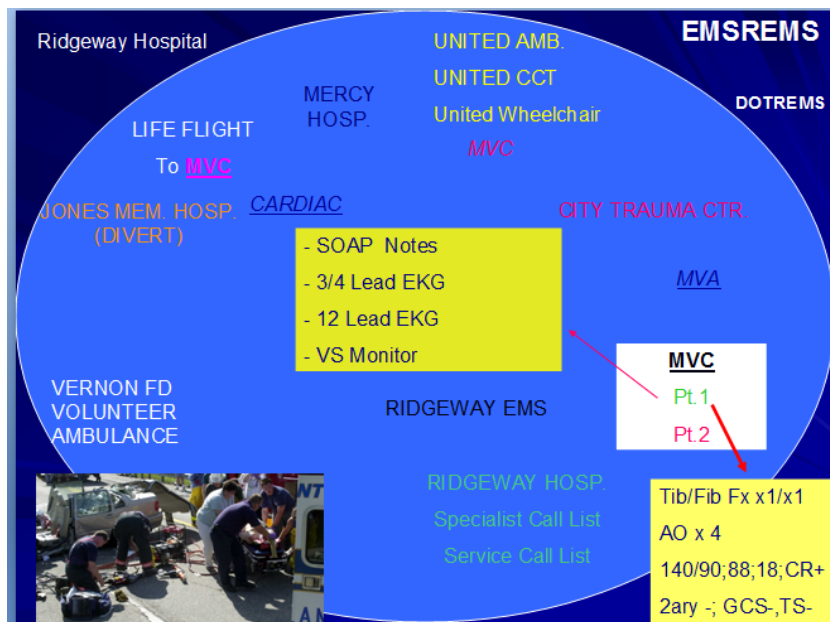 Ridgeway Hospital
UNITED AMB.
EMSREMS
UNITED CCT
MERCY
HOSP.
DOTREMS
United Wheelchair
LIFE FLIGHT
MVC
To MVC
JONES MEM. HOSP.
(DIVERT)
CARDIAC
CITY TRAUMA CTR.
- SOAP Notes
- 3/4 Lead EKG
- 12 Lead EKG
- VS Monitor
MVA
MVC
Pt.1
Pt.2
VERNON FD
VOLUNTEER
AMBULANCE
RIDGEWAY EMS
RIDGEWAY HOSP.
Specialist Call List
Service Call List
Tib/Fib Fx x1/x1
AO x 4
140/90;88;18;CR+
2ary -; GCS-,TS-
NT
AN